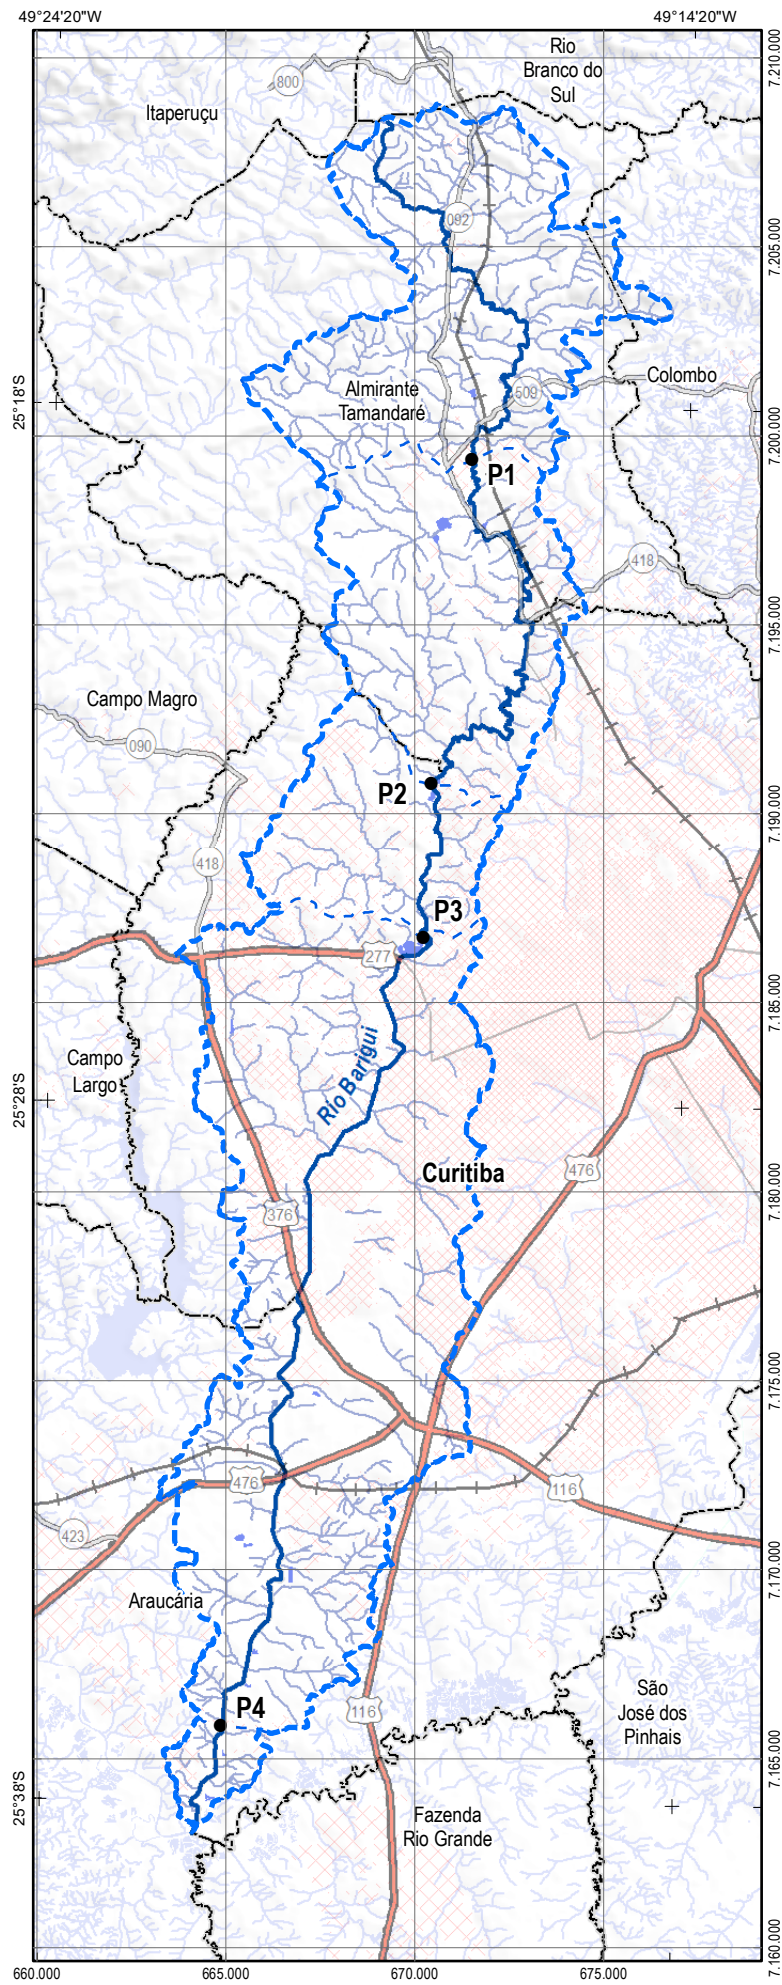 49°24'20"W
49°14'20"W
7.210.000
Rio
Branco do
Sul
800
Itaperuçu
092
7.205.000
Colombo
Almirante
Tamandaré
509
25°18'S
7.200.000
P1
418
7.195.000
Campo Magro
090
P2
7.190.000
418
P3
277
7.185.000
Rio Barigui
Campo
Largo
25°28'S
Curitiba
476
7.180.000
376
7.175.000
476
116
423
7.170.000
Araucária
P4
116
São
José dos
Pinhais
7.165.000
25°38'S
Fazenda
Rio Grande
7.160.000
660.000
665.000
670.000
675.000